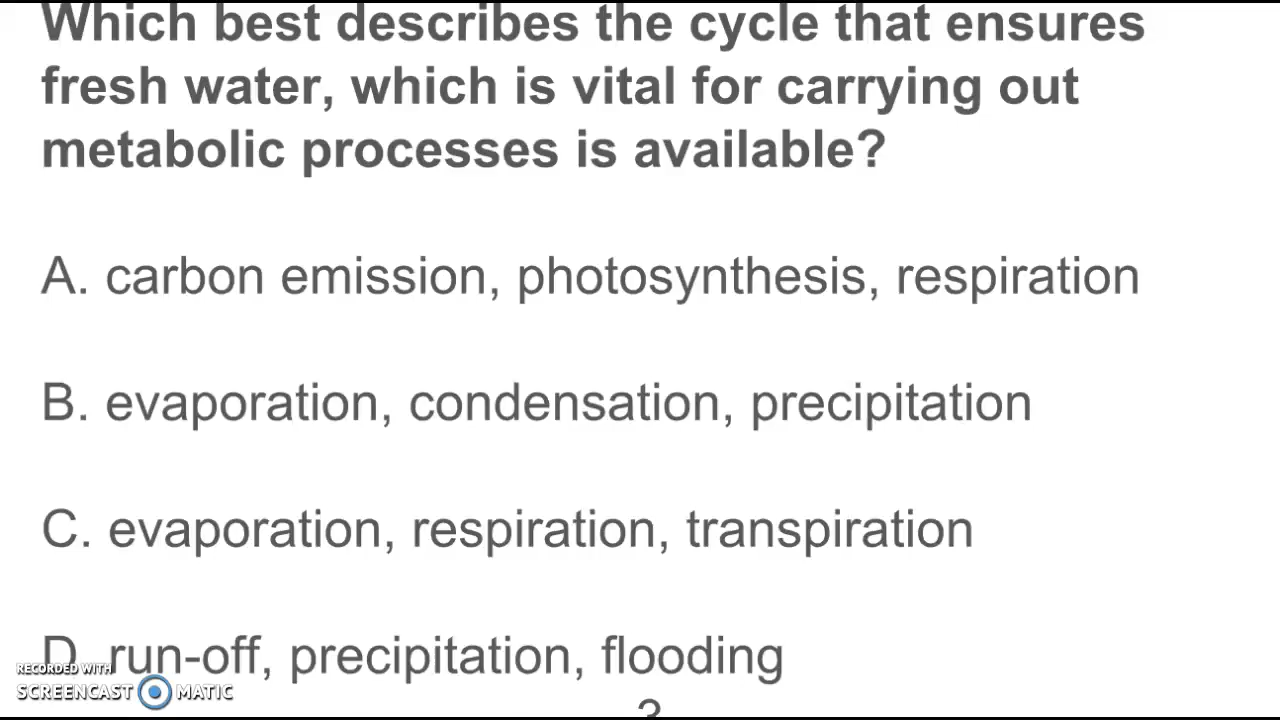 Which best describes the cycle that ensures
fresh water, which is vital for carrying out
metabolic processes is available?
A. carbon emission, photosynthesis, respiration
B. evaporation, condensation, precipitation
C. evaporation, respiration, transpiration
D. run-off, precipitation, flooding
RECORDED WITH
SCREENCAST MATIC
3